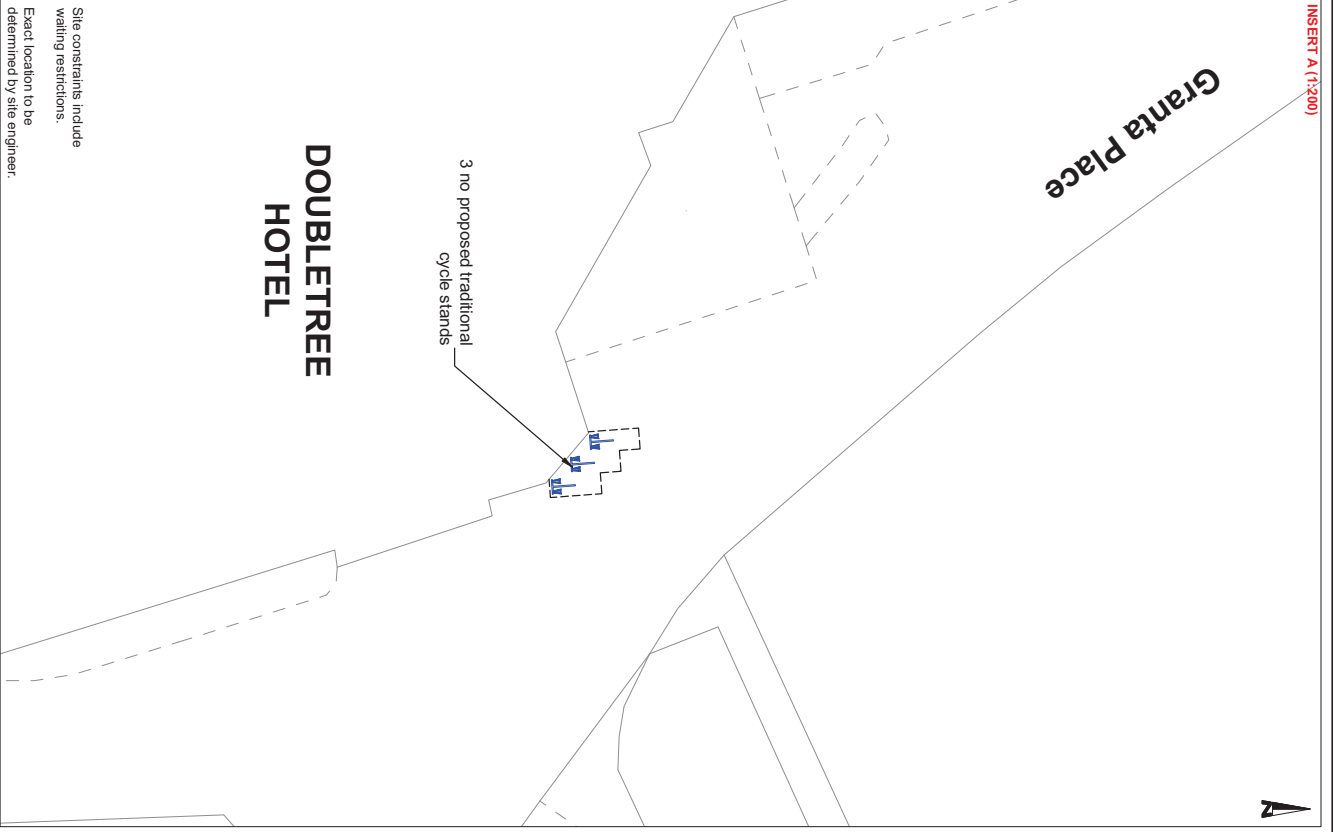 INSERT A (1:200)
Granta Place
3 no proposed traditional
cycle stands
DOUBLETREE
HOTEL
Site constraints include
waiting restrictions.
Exact location to be
determined by site engineer.
N